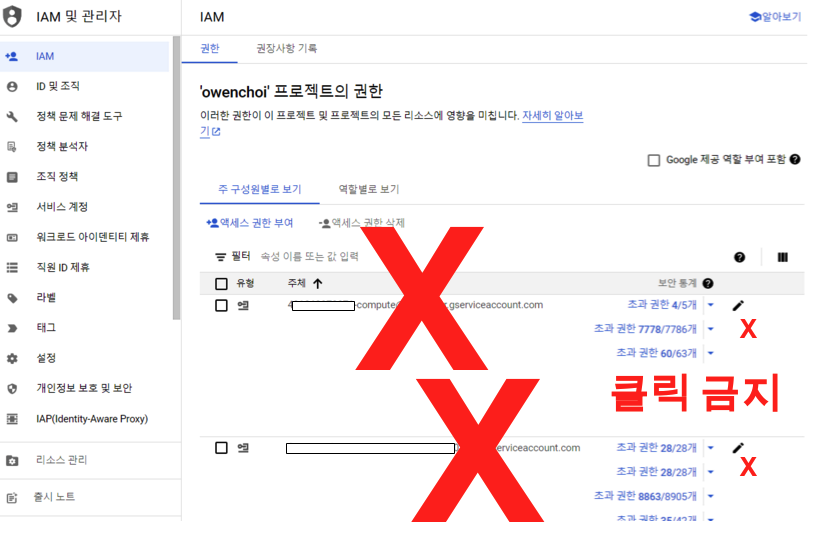 IAM 및 관리자
IAM
알아보기
IAM
ID 및 조직
정책 문제 해결 도구
정책 분석자
조직 정책
서비스 계정
워크로드 아이덴티티 제휴
직원 ID 제휴
라벨
태그
설정
개인정보 보호 및 보안
IAP(Identity-Aware Proxy)
리소스 관리
출시 노트
권한 권장사항 기록
'owenchoi' 프로젝트의 권한
이러한 권한이 이 프로젝트 및 프로젝트의 모든 리소스에 영향을 미칩니다. 자세히 알아보
기
Google 제공 역할 부여 포함
주 구성원별로 보기 역할별로 보기
액세스 권한 부여 액세스 권한 삭제
필터 속성 이름 또는 값 입력
유형 주체 보안 통계
-compute@ gserviceaccount.com 초과 권한 4/5개
초과 권한 7778/7786개
X
초과 권한 60/63개
X
클릭 금지
serviceaccount.com 초과 권한 28/28개
초과 권한 28/28개
X
초과 권한 8863/8905개
X
초과 권한 35/42개